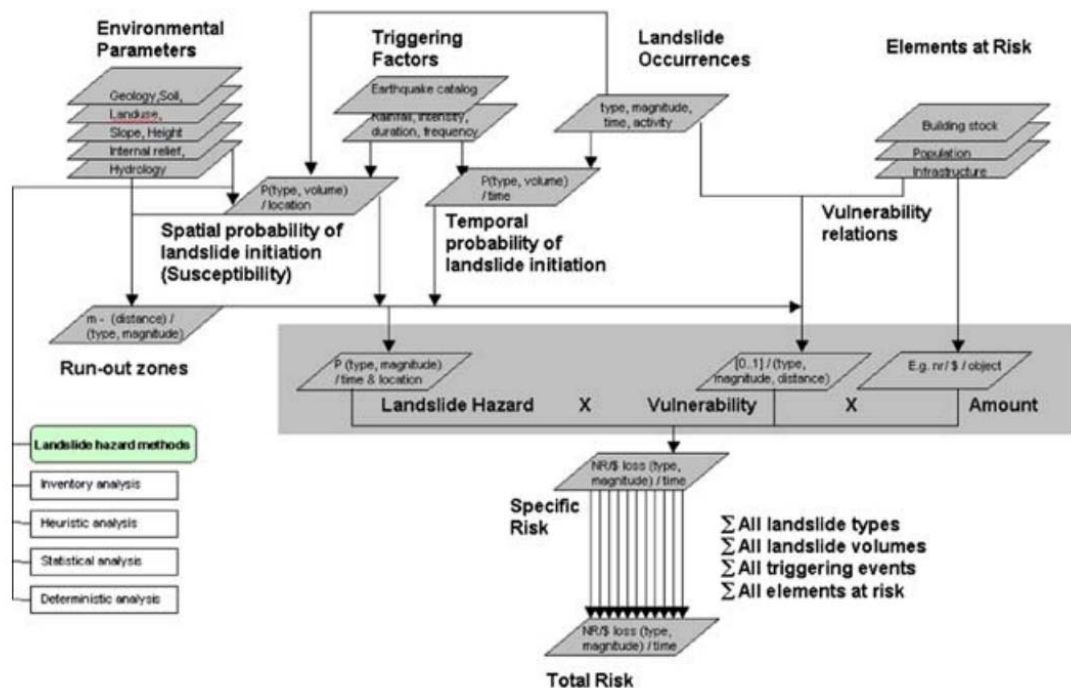 Environmental
Parameters
Triggering
Factors
Landslide
Occurrences
Elements at Risk
Geology,Soil,
Landuse,
Slope, Height
Internal relief,
Hydrology
Earthquake catalog
Rainfall, intensity,
duration, frequency
type, magnitude,
time, activity
Building stock
Population
Infrastructure
P(type, volume)
/ location
P(type, volume)
/ time
Spatial probability of
landslide initiation
(Susceptibility)
Temporal
probability of
landslide initiation
Vulnerability
relations
m - (distance) /
(type, magnitude)
Run-out zones
P (type, magnitude)
/ time & location
[0..1] / (type,
magnitude, distance)
E.g. nr / $ / object
Landslide Hazard X Vulnerability X Amount
Landslide hazard methods
Inventory analysis
Heuristic analysis
Statistical analysis
Deterministic analysis
NR/$ loss (type,
magnitude) / time
Specific
Risk
∑All landslide types
∑All landslide volumes
∑All triggering events
∑All elements at risk
NR/$ loss (type,
magnitude) / time
Total Risk